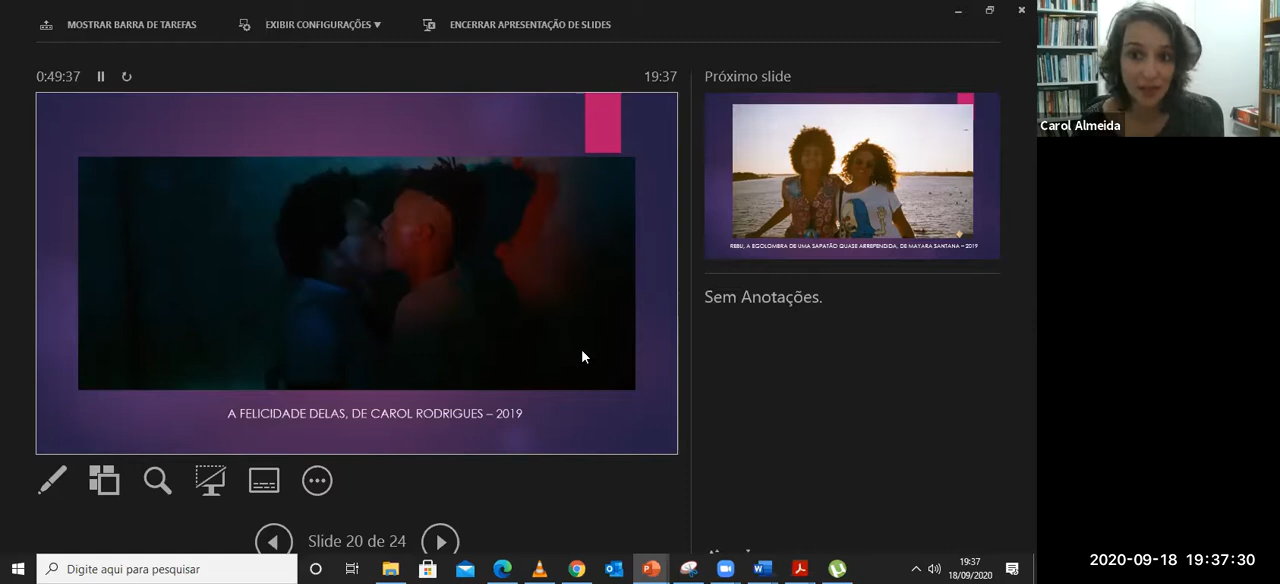 MOSTRAR BARRA DE TAREFAS
EXIBIR CONFIGURAÇÕES ▼
ENCERRAR APRESENTAÇÃO DE SLIDES
0:49:37
19:37
Próximo slide
Carol Almeida
REBU, A EGOLOMBRA DE UMA SAPATÃO QUASE ARREPENDIDA, DE MAYARA SANTANA – 2019
Sem Anotações.
A FELICIDADE DELAS, DE CAROL RODRIGUES – 2019
Slide 20 de 24
Digite aqui para pesquisar
19:37
18/09/2020
2020-09-18 19:37:30